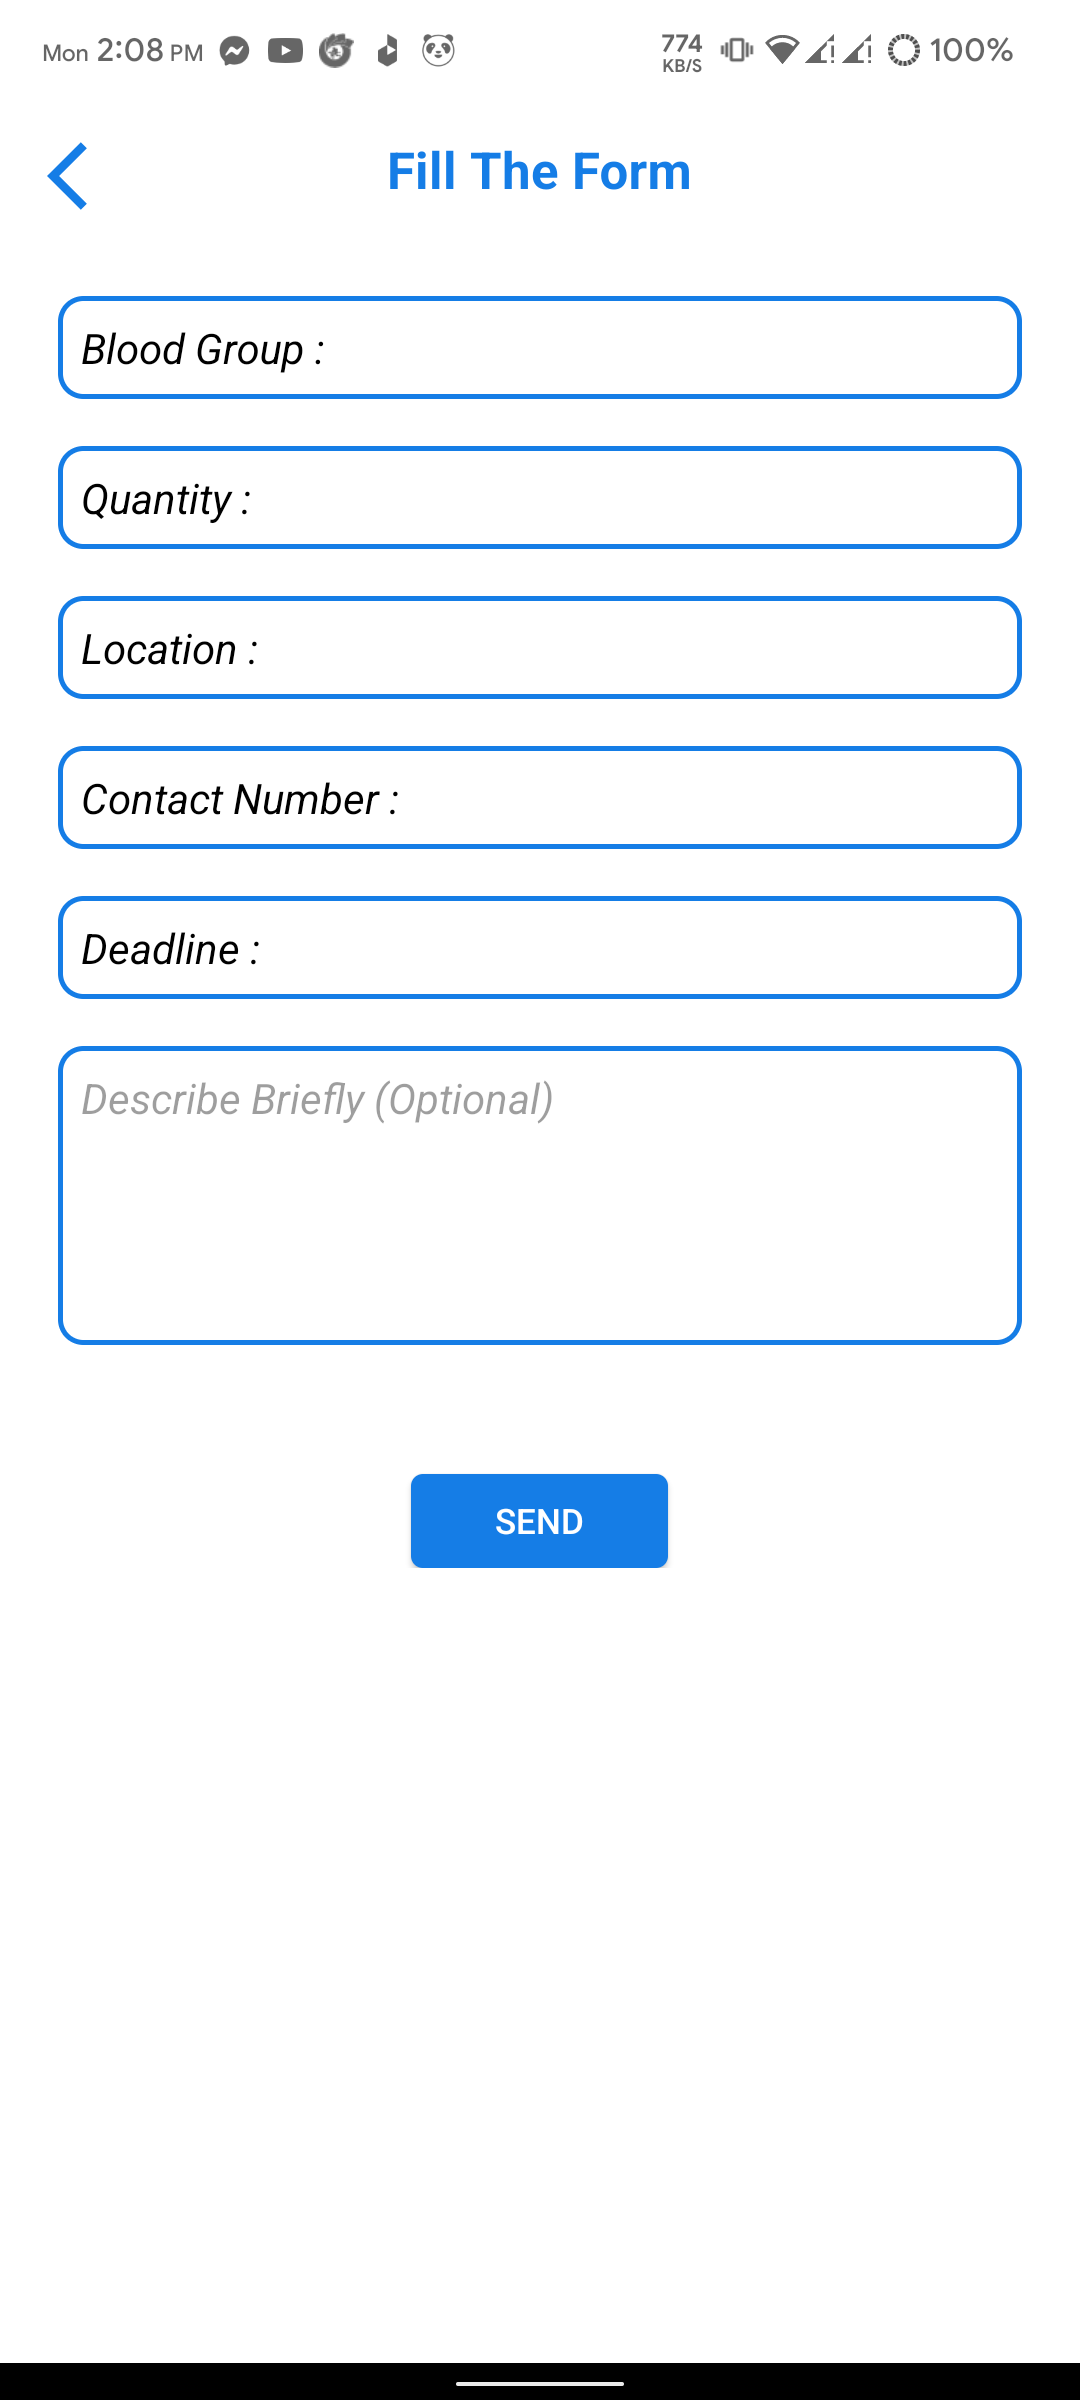 Mon 2:08 PM 774 KB/S 100%
Fill The Form
Blood Group :
Quantity :
Location :
Contact Number :
Deadline :
Describe Briefly (Optional)
SEND